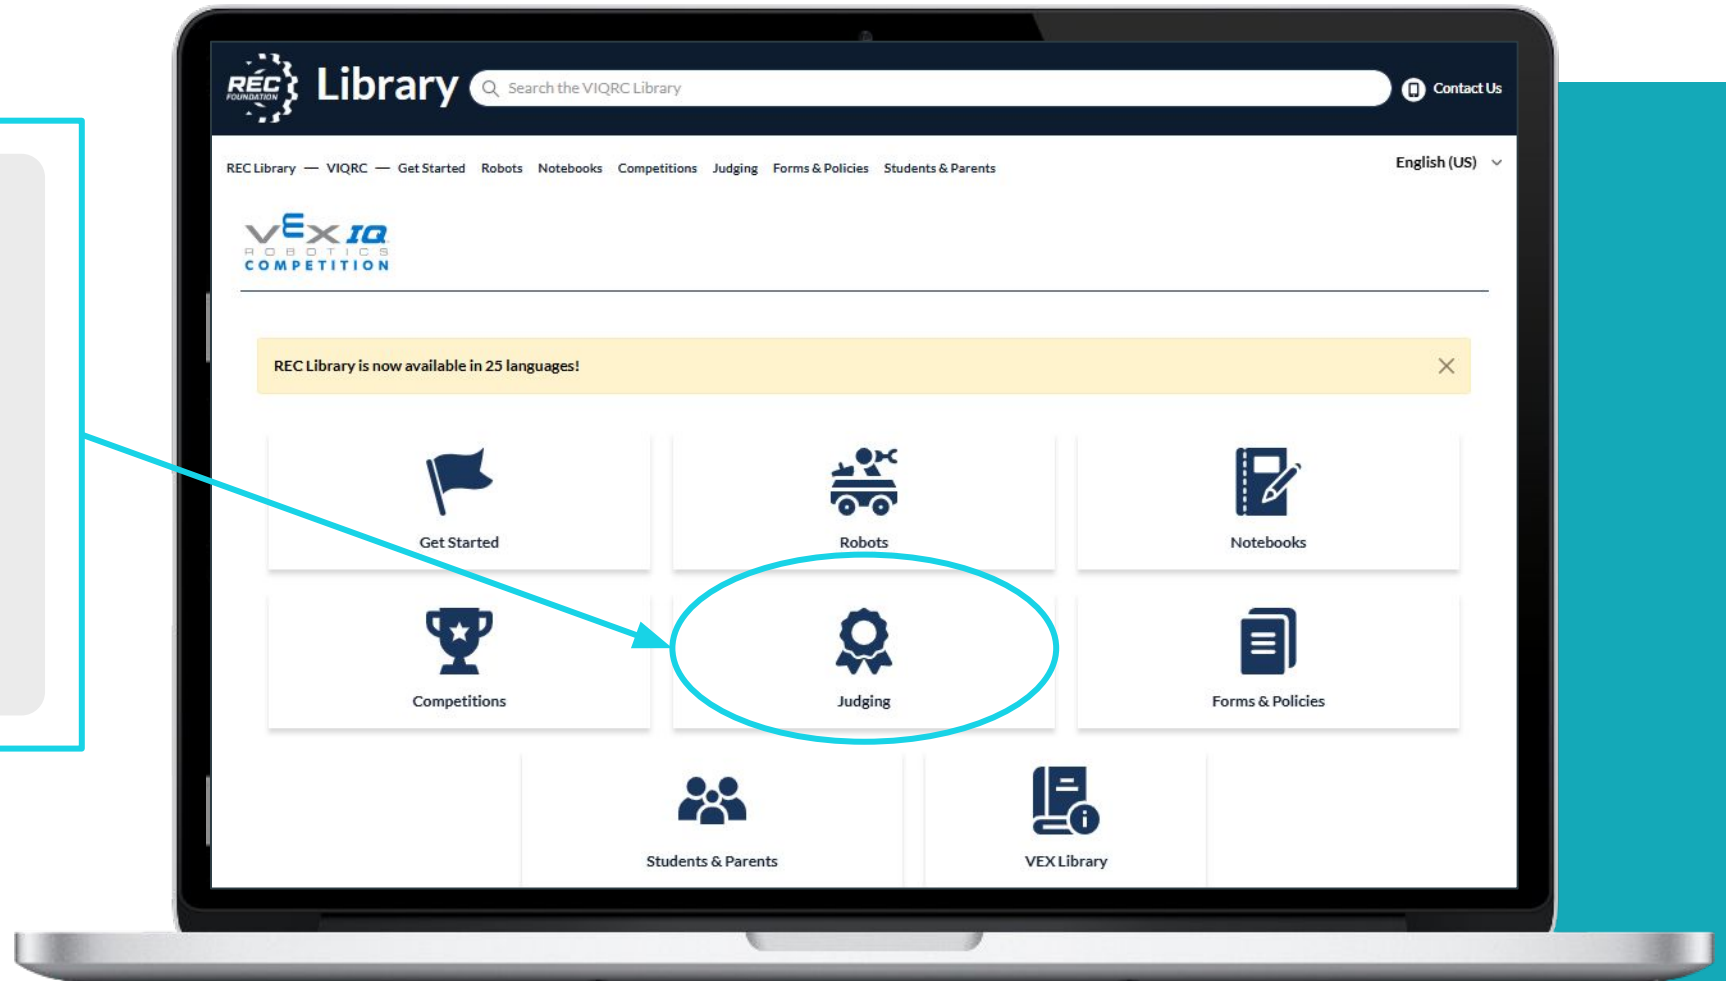 REC
FOUNDATION
Library
Search the VIQRC Library
Contact Us
REC Library — VIQRC — Get Started Robots Notebooks Competitions Judging Forms & Policies Students & Parents
English (US)
VEX IQ
ROBOTICS
COMPETITION
REC Library is now available in 25 languages!
Get Started
Robots
Notebooks
Competitions
Judging
Forms & Policies
Students & Parents
VEX Library